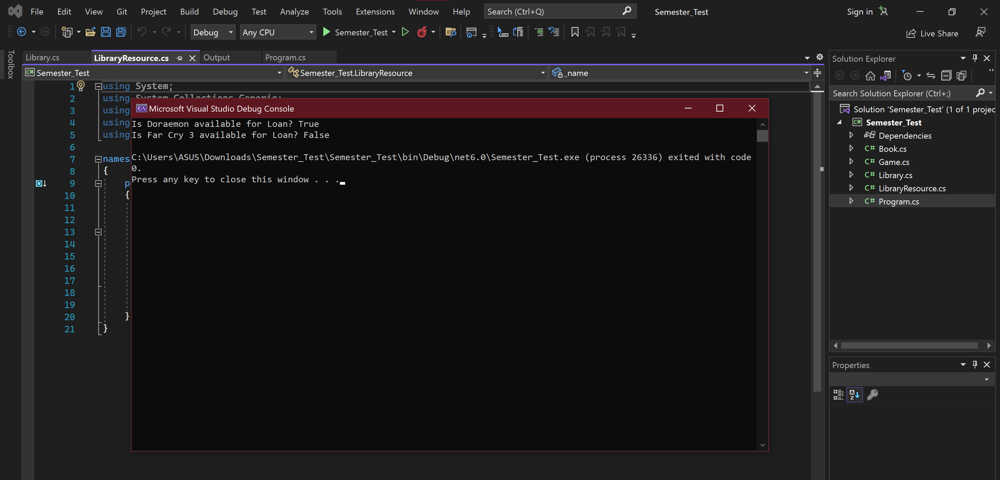 File Edit View Git Project Build Debug Test Analyze Tools Extensions Window Help Search (Ctrl+Q) Semester_Test Sign in
Debug Any CPU Semester_Test Live Share
Toolbox
Library.cs LibraryResource.cs Output Program.cs
C# Semester_Test Semester_Test.LibraryResource _name
1 using System;
2 using System.Collections.Generic;
3 using
4 using
5 using
6
7 names
8 {
9 p
10 {
11
12
13
14
15
16
17
18
19
20 }
21 }
C:\ Microsoft Visual Studio Debug Console
Is Doraemon available for Loan? True
Is Far Cry 3 available for Loan? False
C:\Users\ASUS\Downloads\Semester_Test\Semester_Test\bin\Debug\net6.0\Semester_Test.exe (process 26336) exited with code
0.
Press any key to close this window . . .
Solution Explorer
Search Solution Explorer (Ctrl+;)
Solution 'Semester_Test' (1 of 1 projec
C# Semester_Test
Dependencies
C# Book.cs
C# Game.cs
C# Library.cs
C# LibraryResource.cs
C# Program.cs
Properties